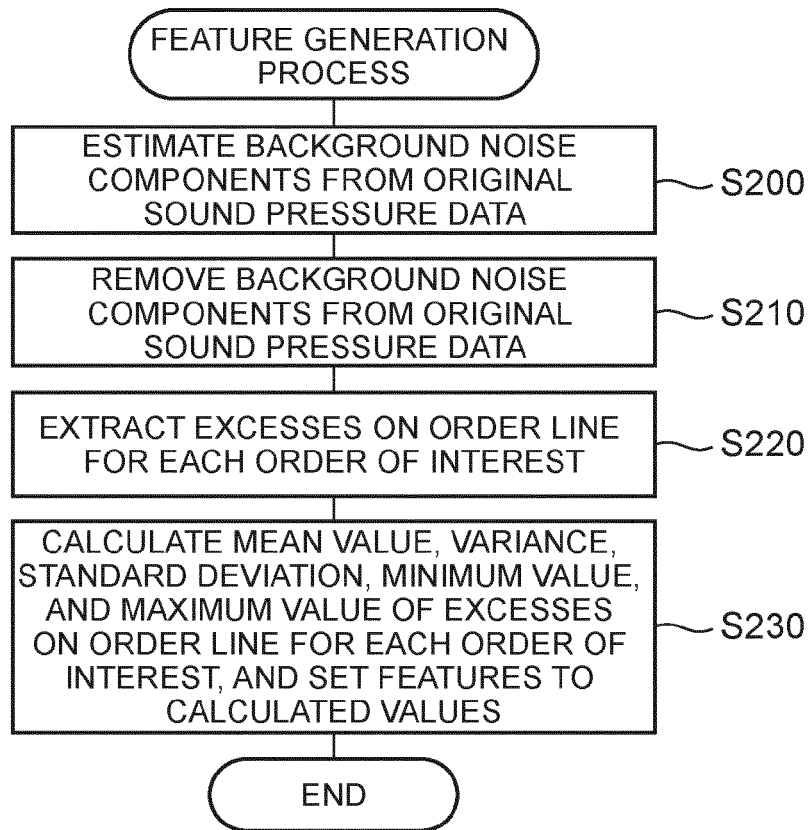 FEATURE GENERATION
PROCESS
ESTIMATE BACKGROUND NOISE
COMPONENTS FROM ORIGINAL
SOUND PRESSURE DATA
S200
REMOVE BACKGROUND NOISE
COMPONENTS FROM ORIGINAL
SOUND PRESSURE DATA
S210
EXTRACT EXCESSES ON ORDER LINE
FOR EACH ORDER OF INTEREST
S220
CALCULATE MEAN VALUE, VARIANCE,
STANDARD DEVIATION, MINIMUM VALUE,
AND MAXIMUM VALUE OF EXCESSES
ON ORDER LINE FOR EACH ORDER OF
INTEREST, AND SET FEATURES TO
CALCULATED VALUES
S230
END